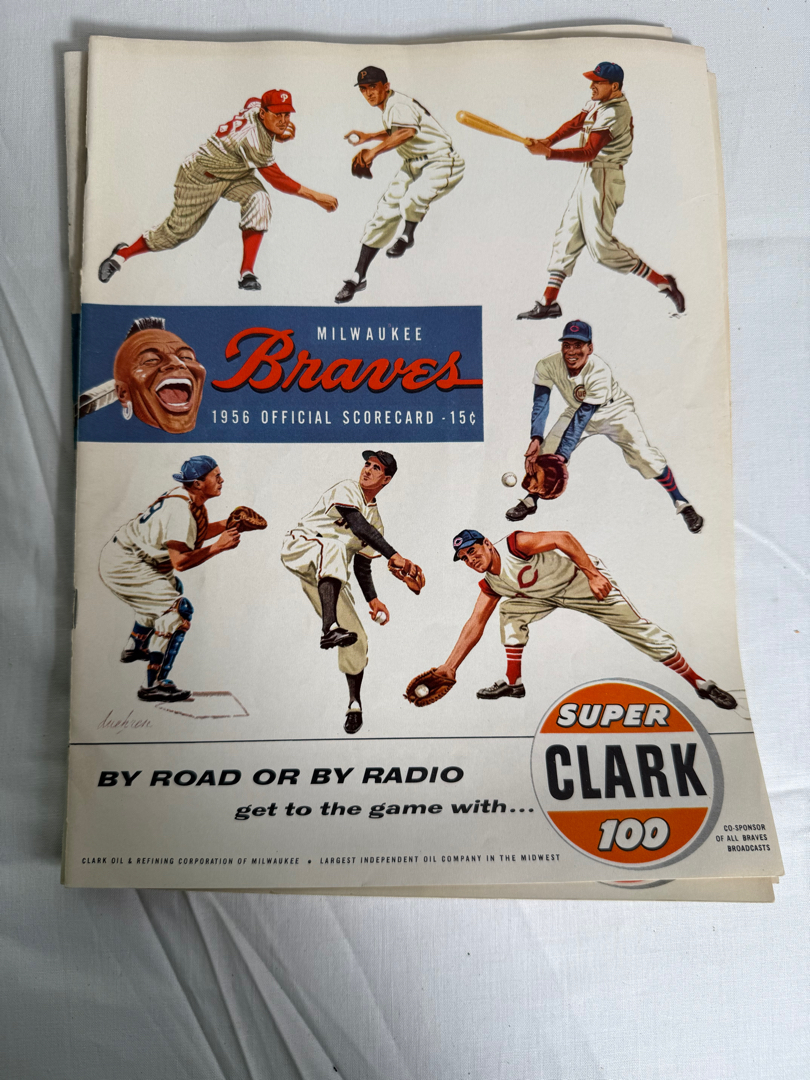 P
P
MILWAUKEE
Braves
1956 OFFICIAL SCORECARD - 15¢
C
C
SUPER
CLARK
100
BY ROAD OR BY RADIO
get to the game with...
CO-SPONSOR
OF ALL BRAVES
BROADCASTS
CLARK OIL & REFINING CORPORATION OF MILWAUKEE • LARGEST INDEPENDENT OIL COMPANY IN THE MIDWEST